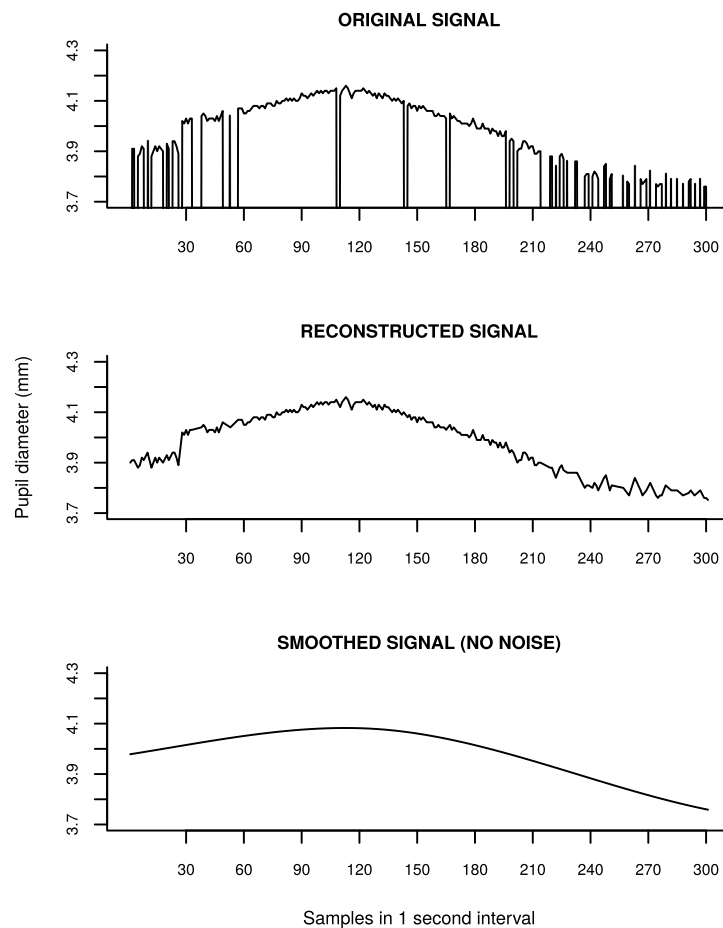 ORIGINAL SIGNAL
4.3
4.1
3.9
3.7
30 60 90 120 150 180 210 240 270 300
RECONSTRUCTED SIGNAL
Pupil diameter (mm)
4.3
4.1
3.9
3.7
30 60 90 120 150 180 210 240 270 300
SMOOTHED SIGNAL (NO NOISE)
4.3
4.1
3.9
3.7
30 60 90 120 150 180 210 240 270 300
Samples in 1 second interval